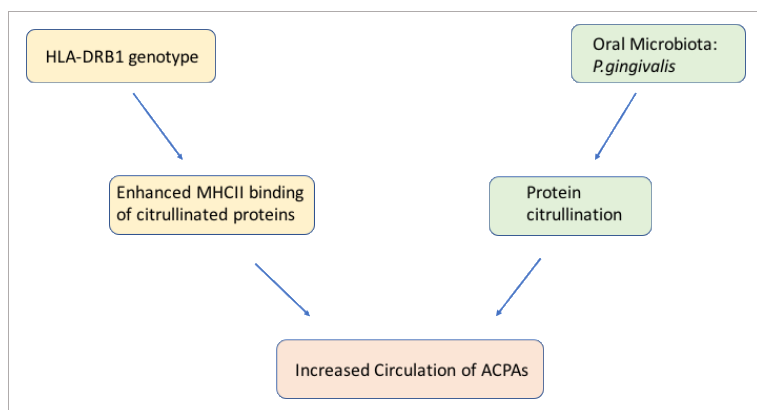 HLA-DRB1 genotype
Oral Microbiota:
P.gingivalis
Enhanced MHCII binding
of citrullinated proteins
Protein
citrullination
Increased Circulation of ACPAs